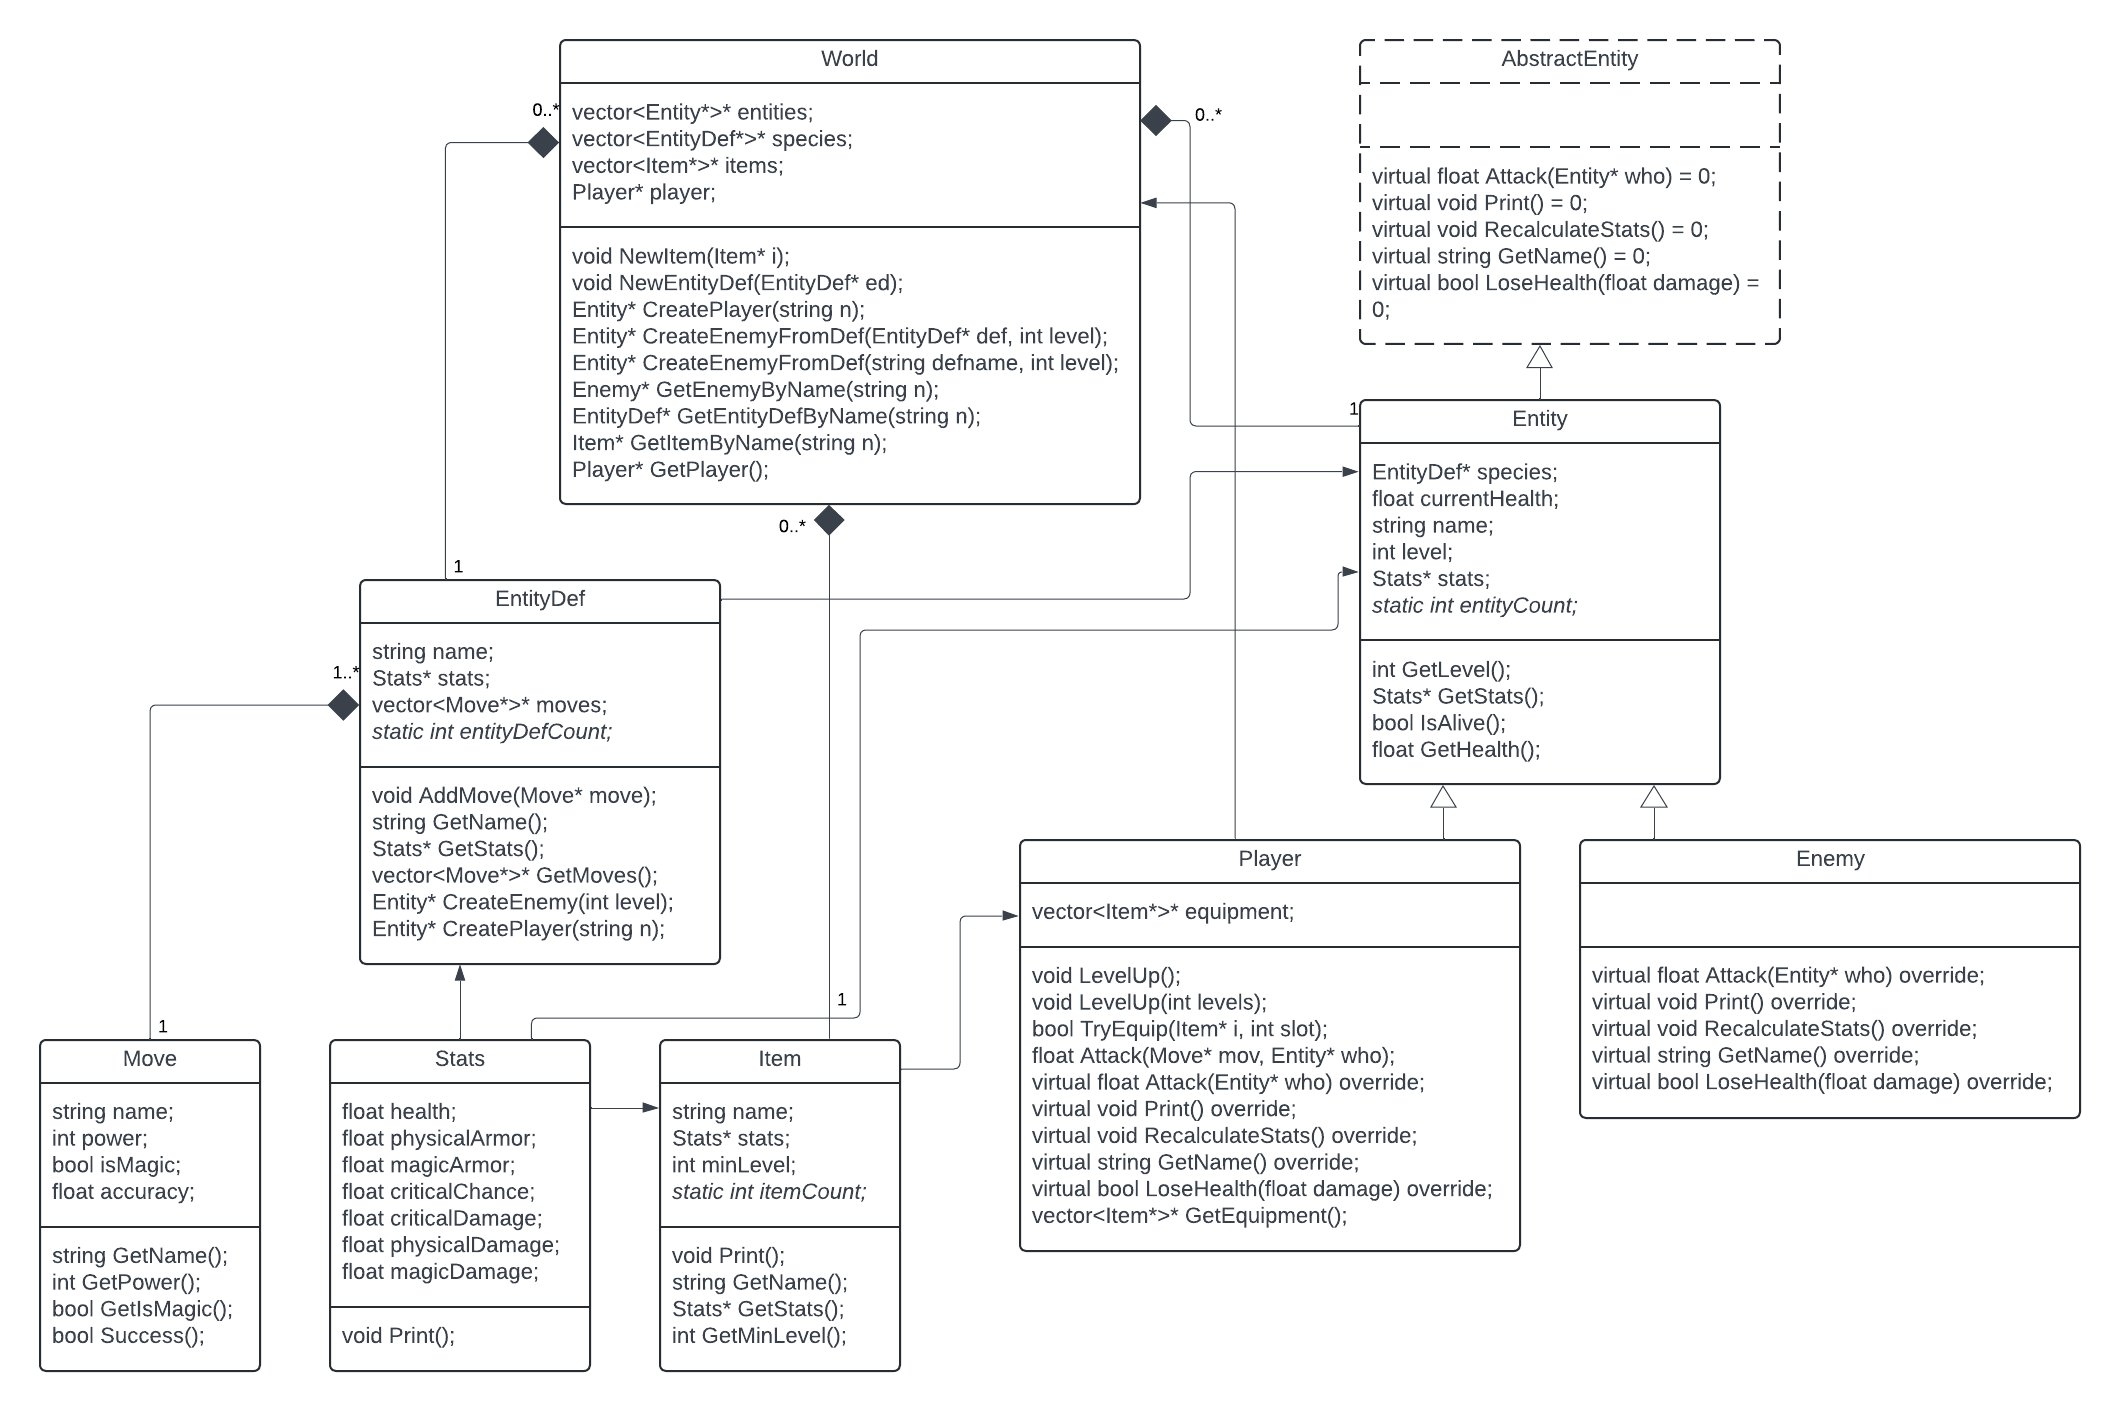 World
0..*
vector<Entity*>* entities;
vector<EntityDef*>* species;
vector<Item*>* items;
Player* player;
0..*
void NewItem(Item* i);
void NewEntityDef(EntityDef* ed);
Entity* CreatePlayer(string n);
Entity* CreateEnemyFromDef(EntityDef* def, int level);
Entity* CreateEnemyFromDef(string defname, int level);
Enemy* GetEnemyByName(string n);
EntityDef* GetEntityDefByName(string n);
Item* GetItemByName(string n);
Player* GetPlayer();
0..*
AbstractEntity
virtual float Attack(Entity* who) = 0;
virtual void Print() = 0;
virtual void RecalculateStats() = 0;
virtual string GetName() = 0;
virtual bool LoseHealth(float damage) =
0;
1
Entity
EntityDef* species;
float currentHealth;
string name;
int level;
Stats* stats;
static int entityCount;
int GetLevel();
Stats* GetStats();
bool IsAlive();
float GetHealth();
1
EntityDef
1..*
string name;
Stats* stats;
vector<Move*>* moves;
static int entityDefCount;
void AddMove(Move* move);
string GetName();
Stats* GetStats();
vector<Move*>* GetMoves();
Entity* CreateEnemy(int level);
Entity* CreatePlayer(string n);
Player
vector<Item*>* equipment;
void LevelUp();
void LevelUp(int levels);
bool TryEquip(Item* i, int slot);
float Attack(Move* mov, Entity* who);
virtual float Attack(Entity* who) override;
virtual void Print() override;
virtual void RecalculateStats() override;
virtual string GetName() override;
virtual bool LoseHealth(float damage) override;
vector<Item*>* GetEquipment();
Enemy
virtual float Attack(Entity* who) override;
virtual void Print() override;
virtual void RecalculateStats() override;
virtual string GetName() override;
virtual bool LoseHealth(float damage) override;
1
Move
string name;
int power;
bool isMagic;
float accuracy;
string GetName();
int GetPower();
bool GetIsMagic();
bool Success();
Stats
float health;
float physicalArmor;
float magicArmor;
float criticalChance;
float criticalDamage;
float physicalDamage;
float magicDamage;
void Print();
1
Item
string name;
Stats* stats;
int minLevel;
static int itemCount;
void Print();
string GetName();
Stats* GetStats();
int GetMinLevel();